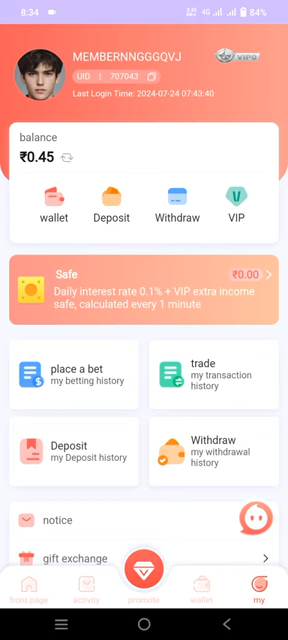 8:34
4G
84%
MEMBERNNGGGQVJ
VIP0
UID | 707043
Last Login Time: 2024-07-24 07:43:40
balance
₹0.45
wallet Deposit Withdraw VIP
Safe
₹0.00
Daily interest rate 0.1% + VIP extra income
safe, calculated every 1 minute
place a bet
my betting history
trade
my transaction
history
Deposit
my Deposit history
Withdraw
my withdrawal
history
notice
gift exchange
front page activity promote wallet my